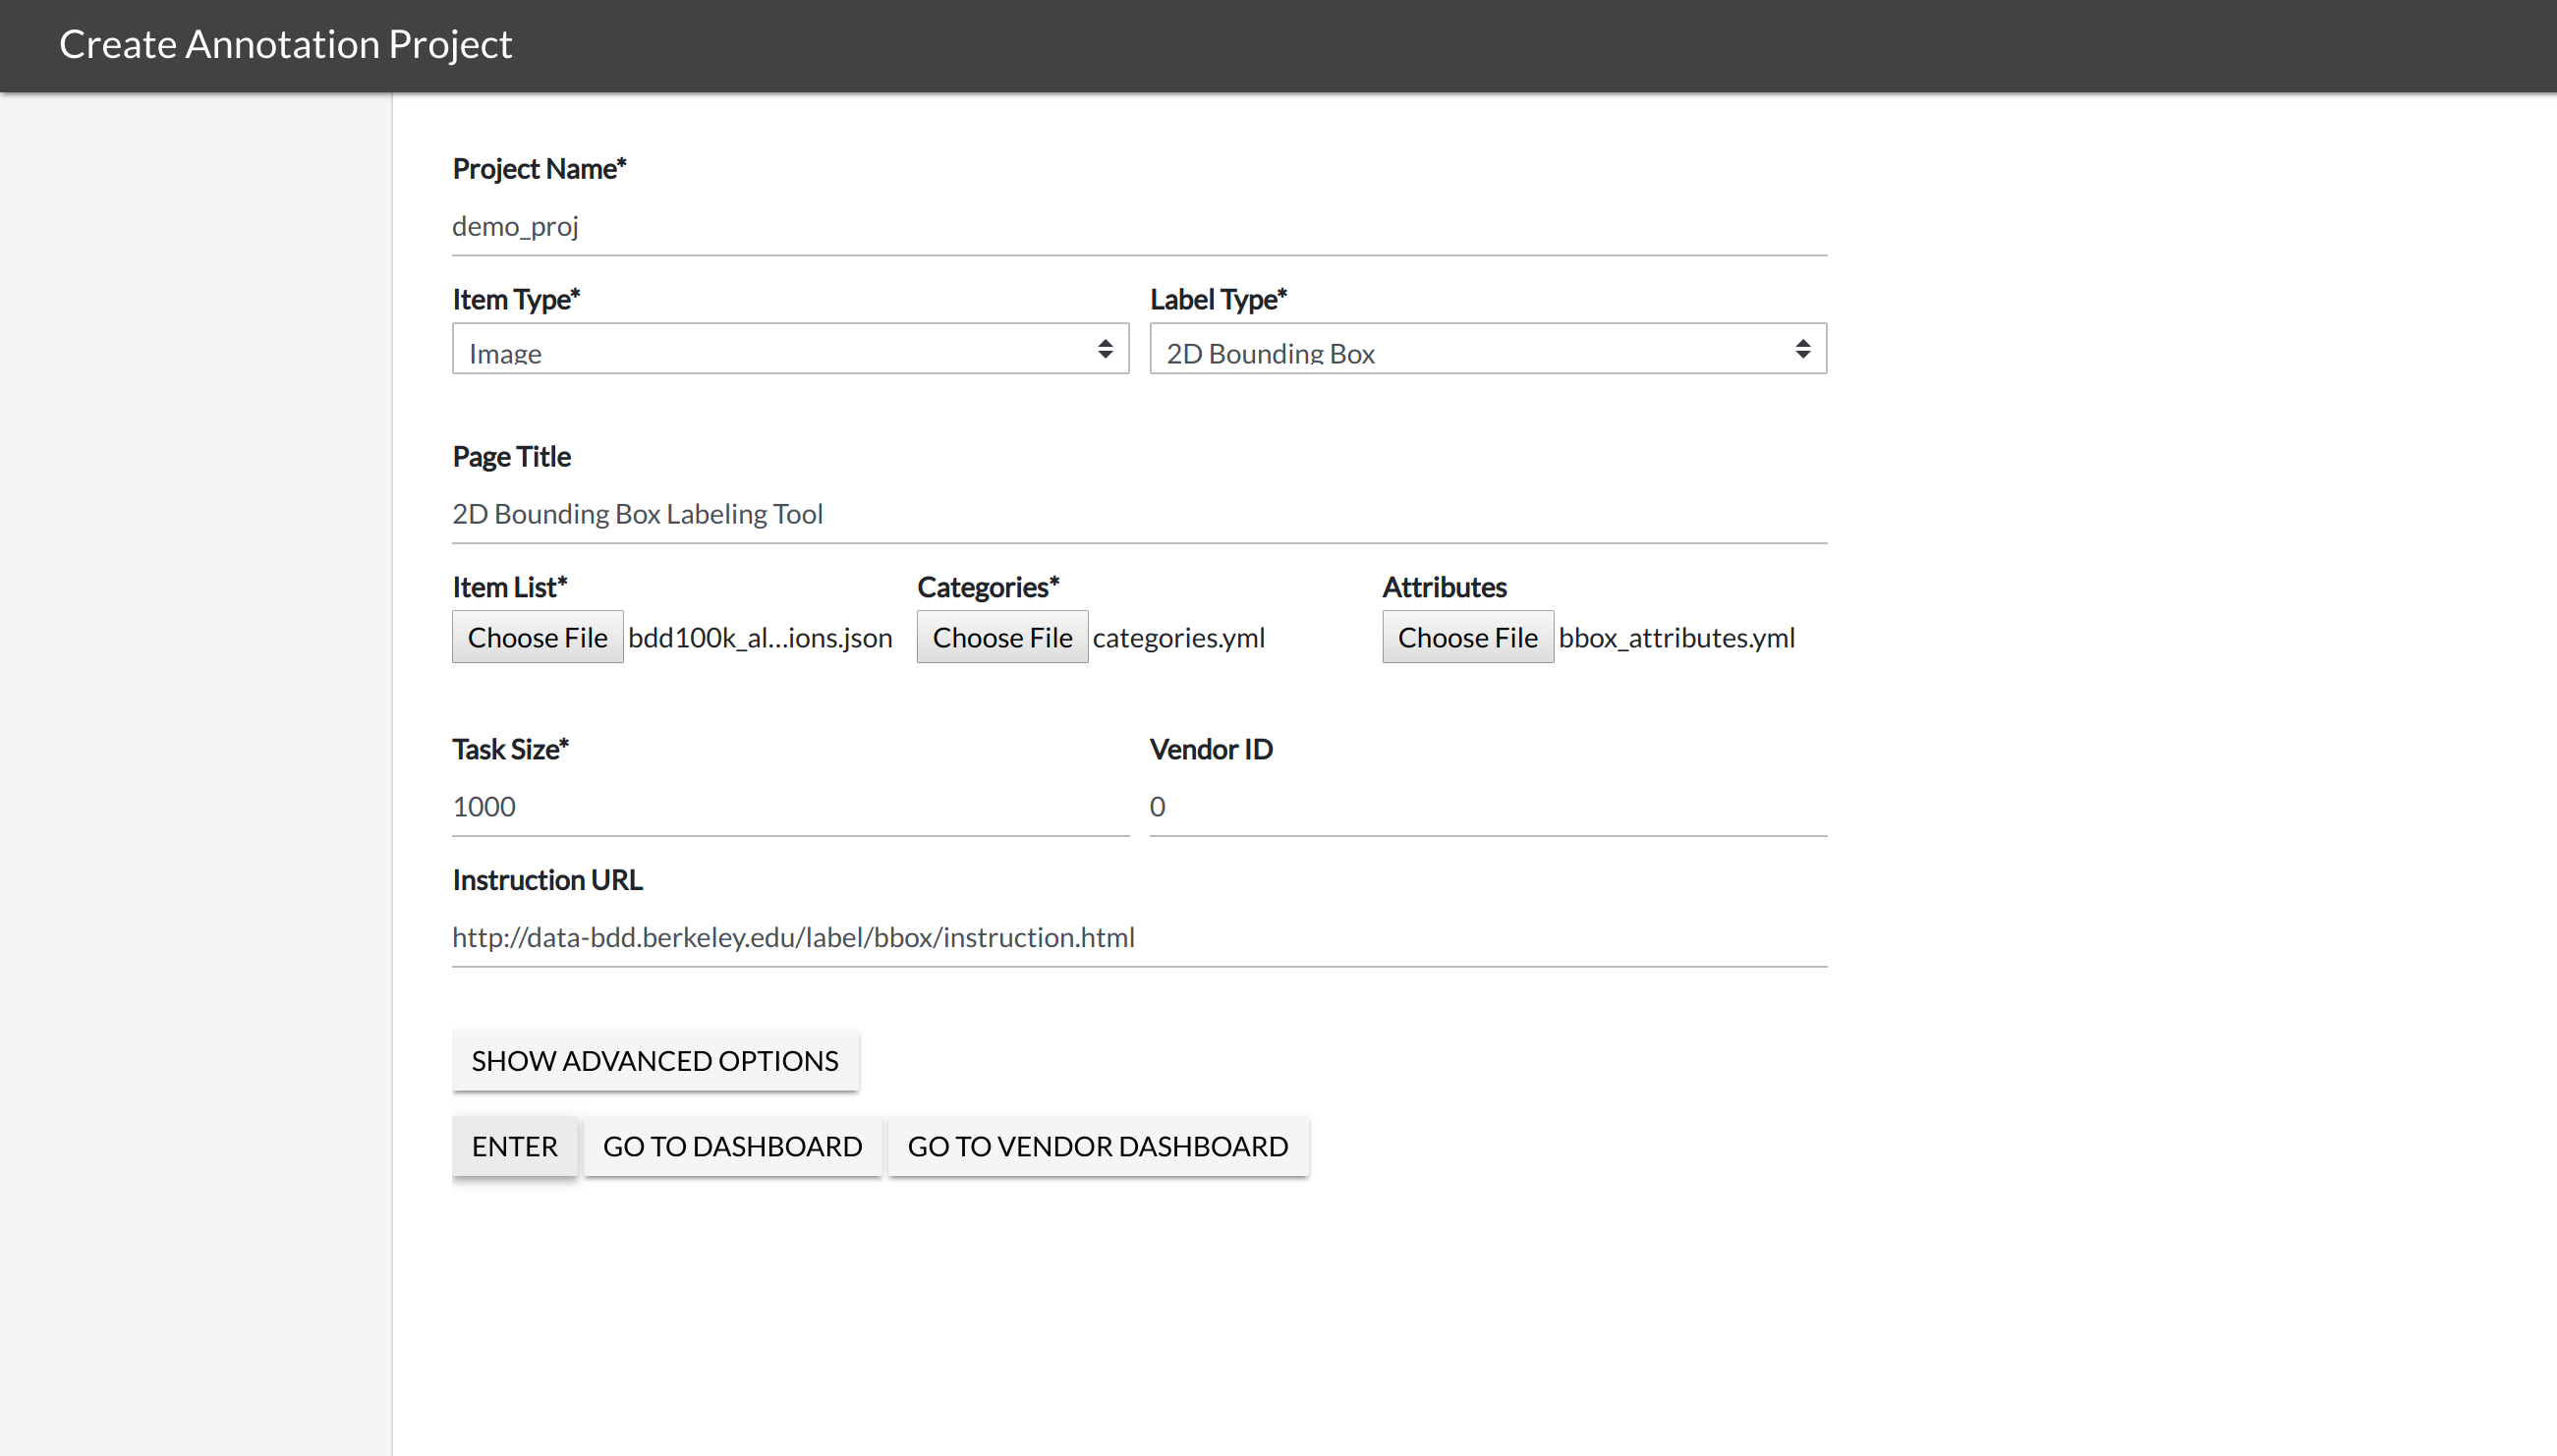 Create Annotation Project
Project Name*
demo_proj
Item Type* Label Type*
Image 2D Bounding Box
Page Title
2D Bounding Box Labeling Tool
Item List* Categories* Attributes
Choose File bdd100k_al...ions.json Choose File categories.yml Choose File bbox_attributes.yml
Task Size* Vendor ID
1000 0
Instruction URL
http://data-bdd.berkeley.edu/label/bbox/instruction.html
SHOW ADVANCED OPTIONS
ENTER GO TO DASHBOARD GO TO VENDOR DASHBOARD